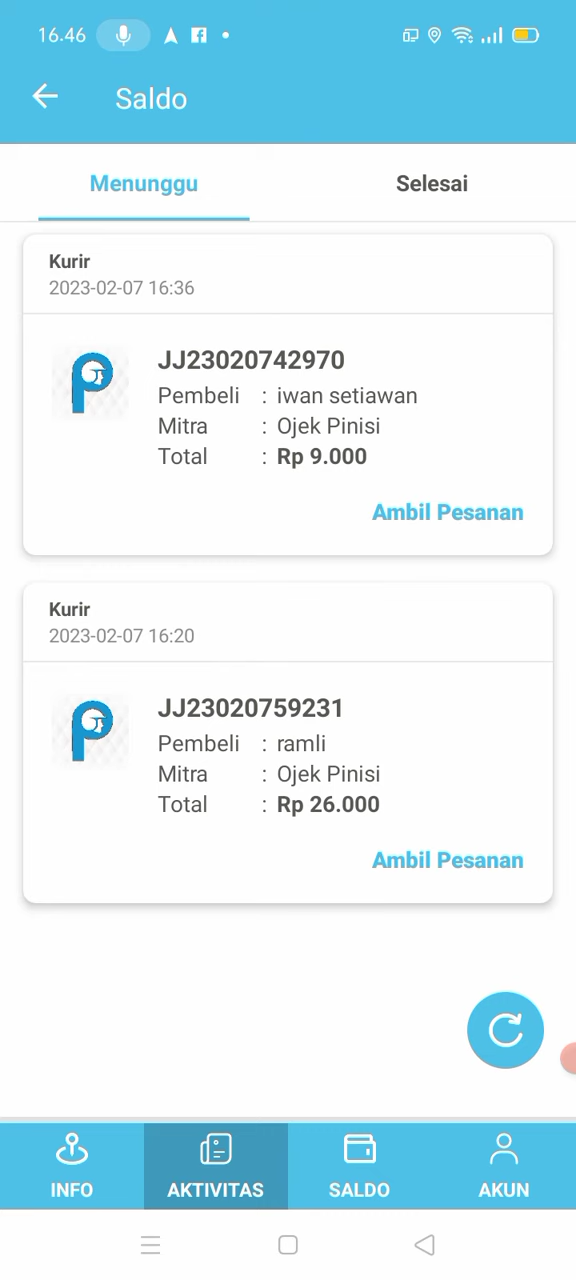 16.46
Saldo
Menunggu
Selesai
Kurir
2023-02-07 16:36
JJ23020742970
Pembeli : iwan setiawan
Mitra : Ojek Pinisi
Total : Rp 9.000
Ambil Pesanan
Kurir
2023-02-07 16:20
JJ23020759231
Pembeli : ramli
Mitra : Ojek Pinisi
Total : Rp 26.000
Ambil Pesanan
INFO
AKTIVITAS
SALDO
AKUN